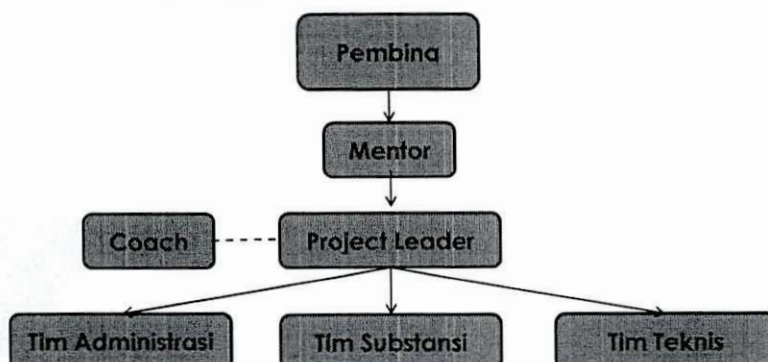 Pembina
Mentor
Coach
Project Leader
Tim Administrasi
Tim Substansi
Tim Teknis